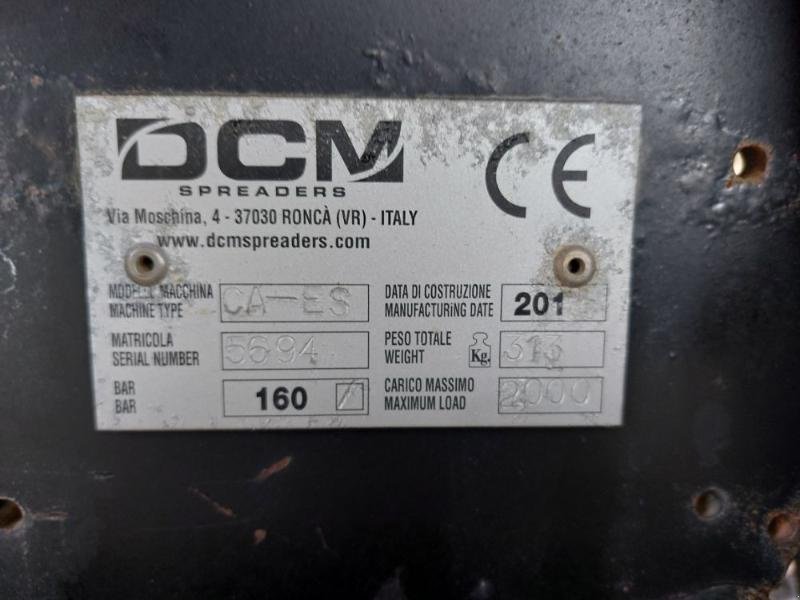 DCM
SPREADERS
CE
Via Moschina, 4 - 37030 RONCÀ (VR) - ITALY
www.dcmspreaders.com
MODELLO MACCHINA
MACHINE TYPE
CA-ES
DATA DI COSTRUZIONE
MANUFACTURING DATE
201
MATRICOLA
SERIAL NUMBER
5694
PESO TOTALE
WEIGHT
Kg
313
BAR
BAR
160
CARICO MASSIMO
MAXIMUM LOAD
2000